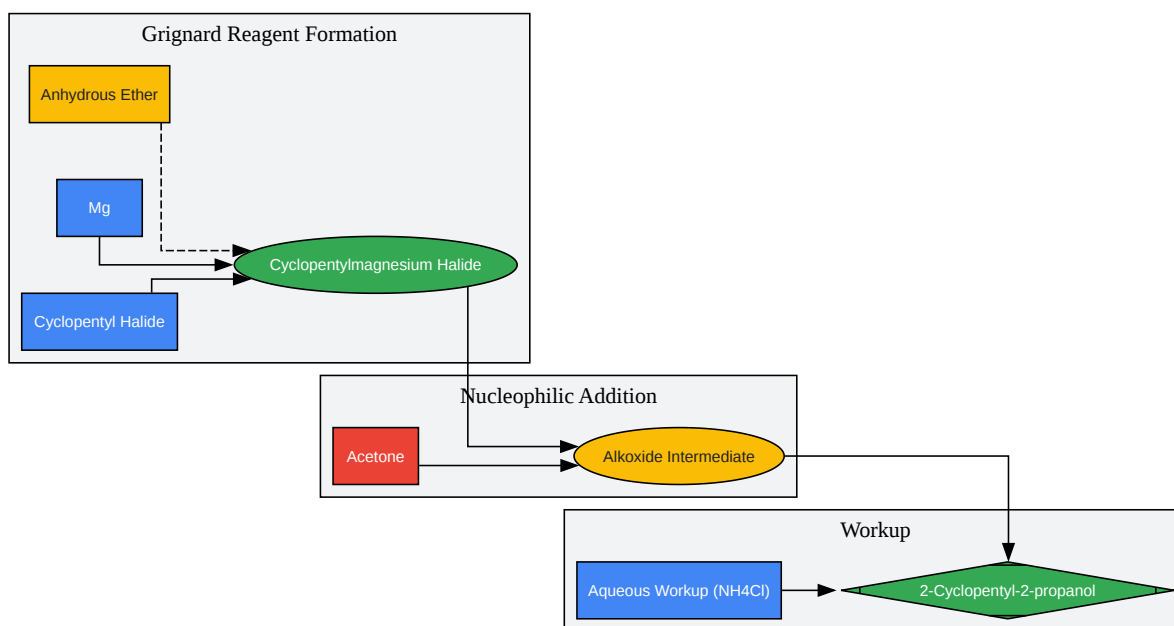 Grignard Reagent Formation
Anhydrous Ether
Mg
Cyclopentylmagnesium Halide
Cyclopentyl Halide
Nucleophilic Addition
Acetone
Alkoxide Intermediate
Workup
Aqueous Workup (NH4Cl)
2-Cyclopentyl-2-propanol